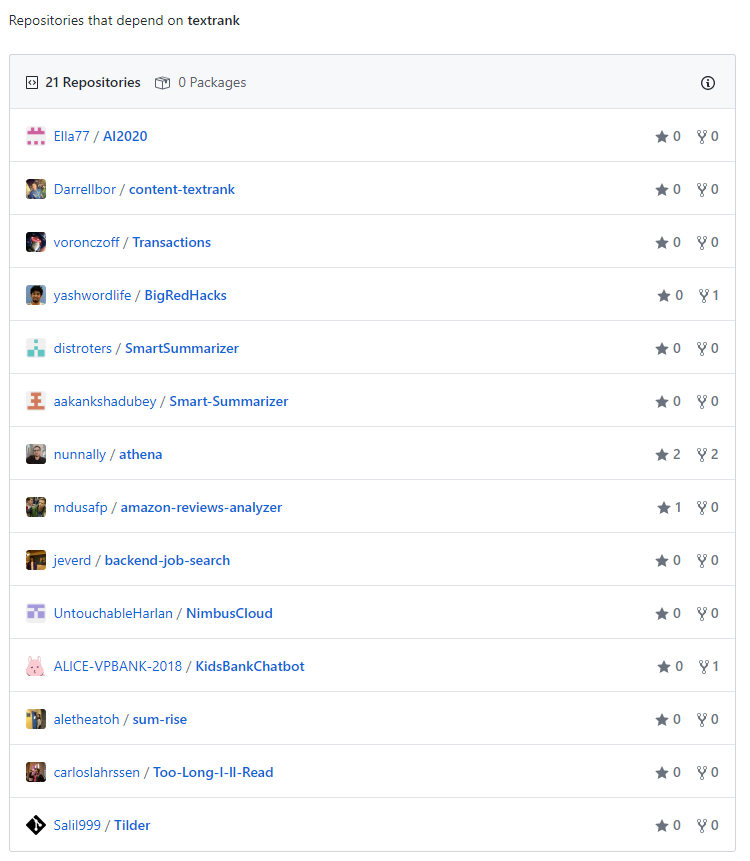 Repositories that depend on textrank
21 Repositories 0 Packages
Ella77 / AI2020 0 0
Darrellbor / content-textrank 0 0
voronczoff / Transactions 0 0
yashwordlife / BigRedHacks 0 1
distroters / SmartSummarizer 0 0
aakankshadubey / Smart-Summarizer 0 0
nunnally / athena 2 2
mdusafp / amazon-reviews-analyzer 1 0
jeverd / backend-job-search 0 0
UntouchableHarlan / NimbusCloud 0 0
ALICE-VPBANK-2018 / KidsBankChatbot 0 1
aletheatoh / sum-rise 0 0
carloslahrssen / Too-Long-I-ll-Read 0 0
Salil999 / Tilder 0 0